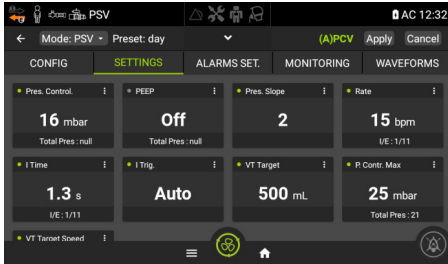 PSV
AC 12:32
Mode: PSV Preset: day (A)PCV Apply Cancel
CONFIG SETTINGS ALARMS SET. MONITORING WAVEFORMS
Pres. Control. PEEP Pres. Slope Rate
16 mbar Off 2 15 bpm
Total Pres : null Total Pres : null I/E : 1/11
I Time I Trig. VT Target P. Contr. Max
1.3 s Auto 500 mL 25 mbar
I/E : 1/11 Total Pres : 21
VT Target Speed